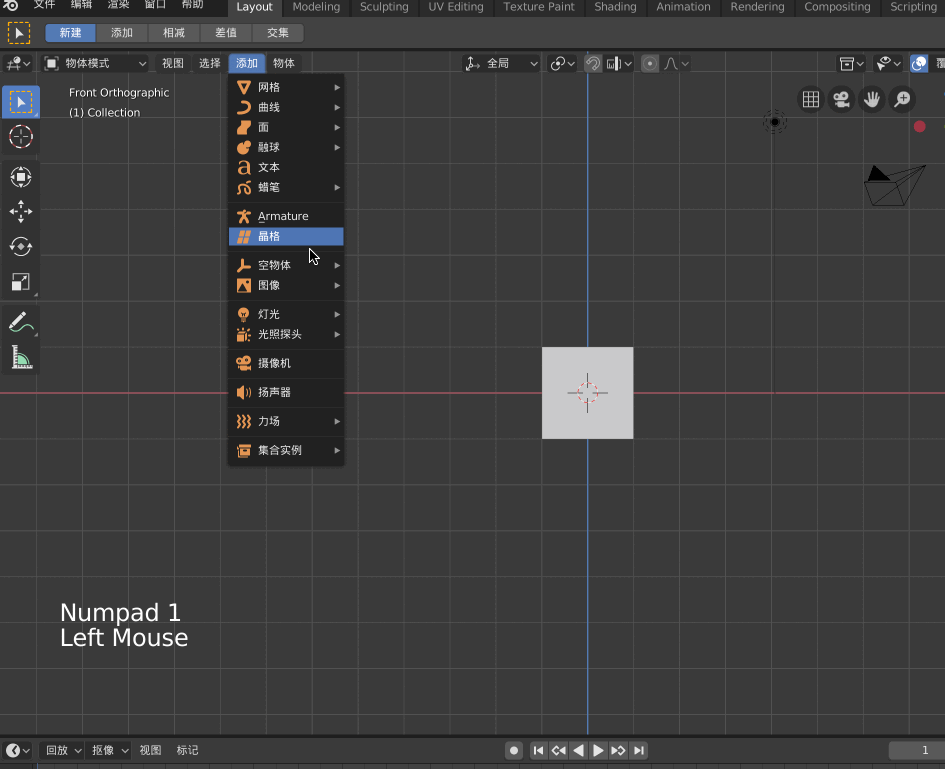 文件 编辑 渲染 窗口 帮助 Layout Modeling Sculpting UV Editing Texture Paint Shading Animation Rendering Compositing Scripting
新建 添加 相减 差值 交集
物体模式 视图 选择 添加 物体 全局
Front Orthographic
(1) Collection
网格
曲线
面
融球
文本
蜡笔
Armature
晶格
空物体
图像
灯光
光照探头
摄像机
扬声器
力场
集合实例
Numpad 1
Left Mouse
回放 抠像 视图 标记 1